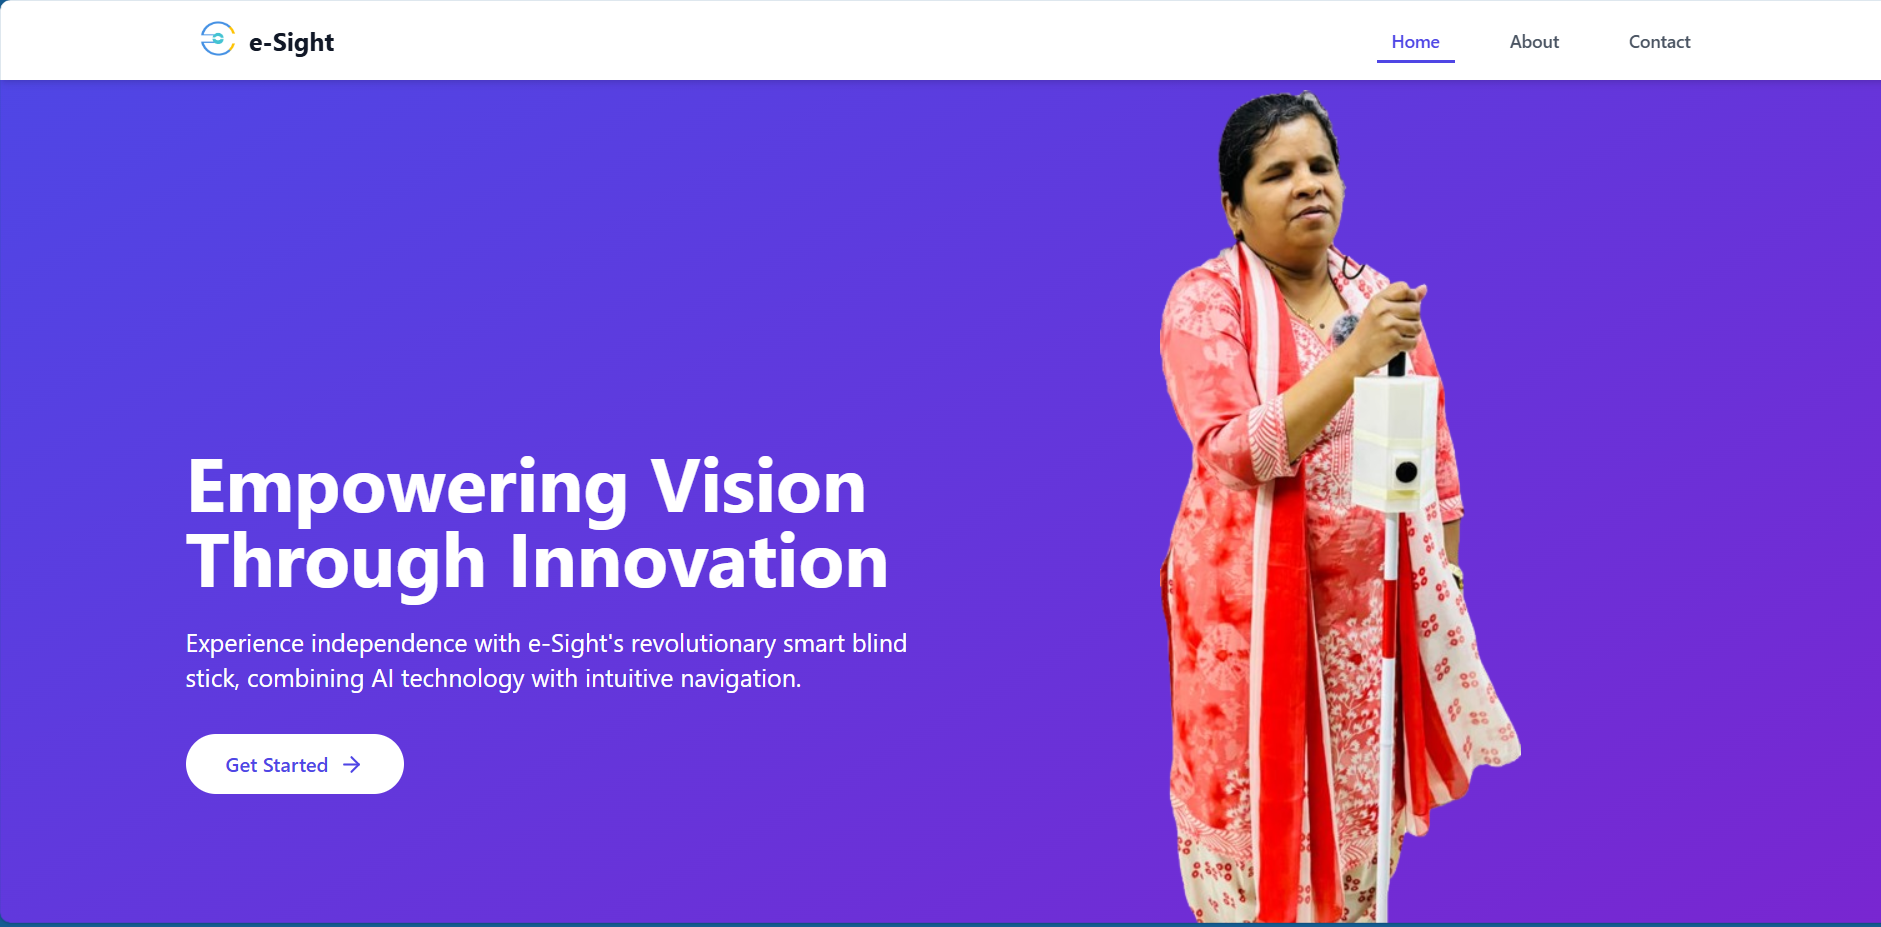 e-Sight
Home
About
Contact
Empowering Vision
Through Innovation
Experience independence with e-Sight's revolutionary smart blind
stick, combining AI technology with intuitive navigation.
Get Started